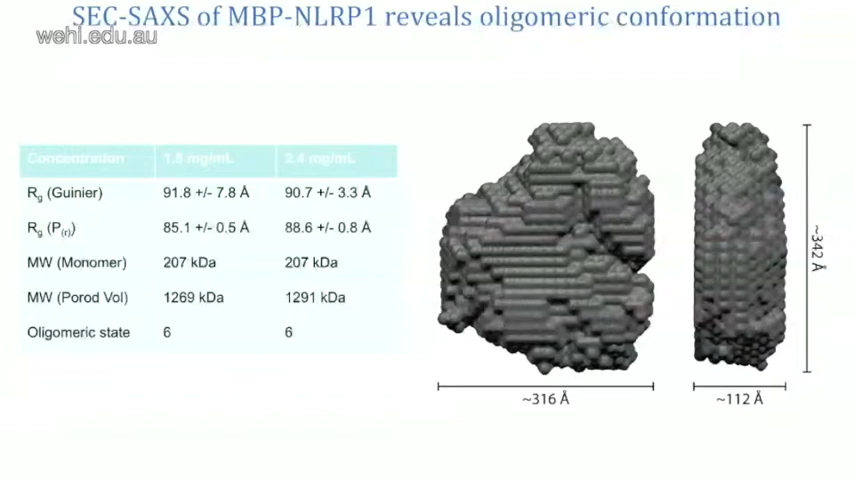 SEC-SAXS of MBP-NLRP1 reveals oligomeric conformation
wehi.edu.au
Concentration 1.8 mg/mL 2.4 mg/mL
Rg (Guinier) 91.8 +/- 7.8 Å 90.7 +/- 3.3 Å
Rg (P(r)) 85.1 +/- 0.5 Å 88.6 +/- 0.8 Å
MW (Monomer) 207 kDa 207 kDa
MW (Porod Vol) 1269 kDa 1291 kDa
Oligomeric state 6 6
~342 Å
~316 Å ~112 Å